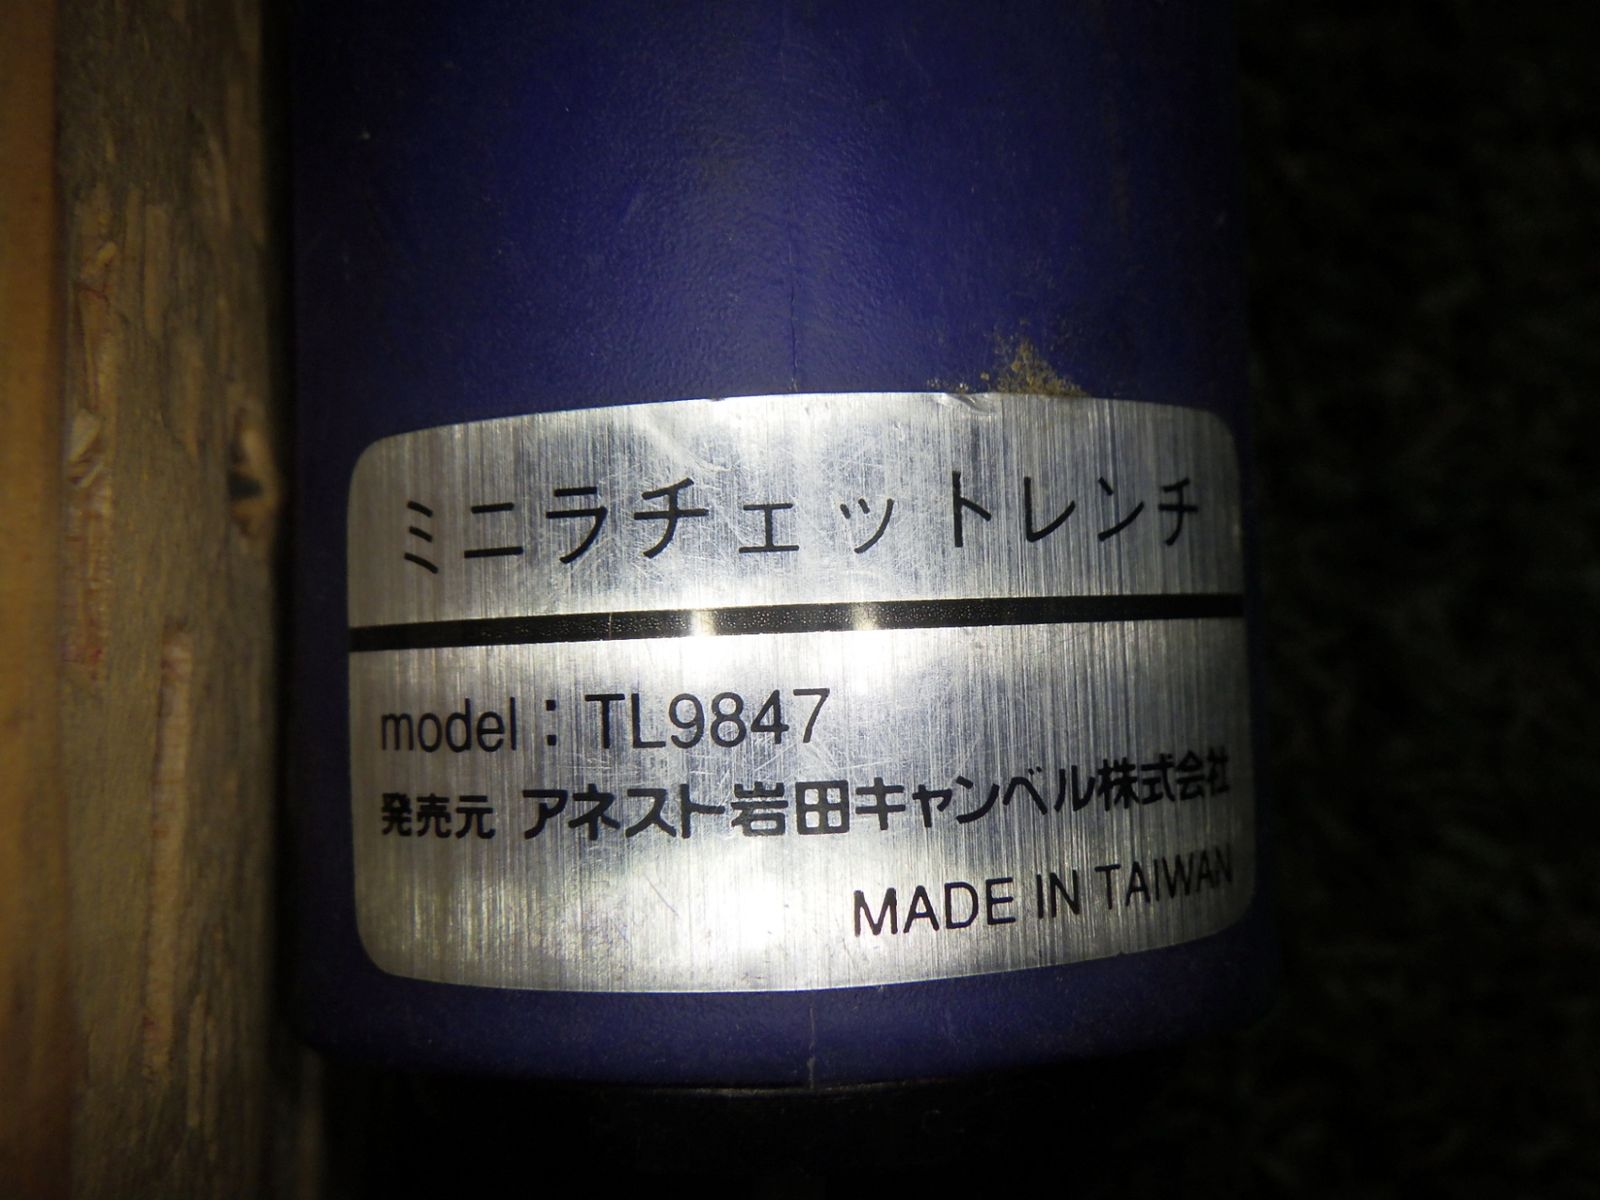 ミニラチェットレンチ
model : TL9847
発売元 アネスト岩田キャンベル株式会社
MADE IN TAIWAN